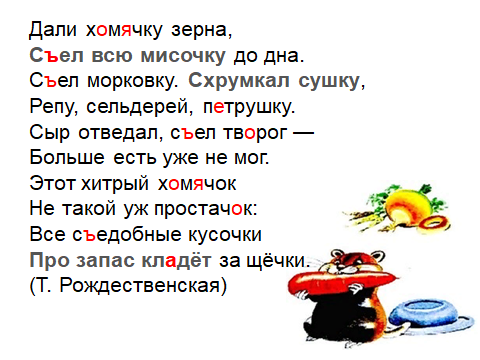 Дали хомячку зерна,
Съел всю мисочку до дна.
Съел морковку. Схрумкал сушку,
Репу, сельдерей, петрушку.
Сыр отведал, съел творог —
Больше есть уже не мог.
Этот хитрый хомячок
Не такой уж простачок:
Все съедобные кусочки
Про запас кладёт за щёчки.
(Т. Рождественская)